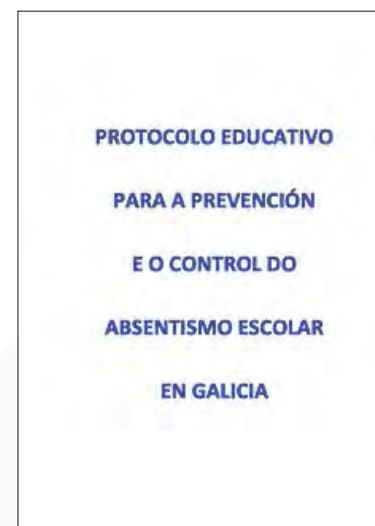 PROTOCOLO EDUCATIVO
PARA A PREVENCIÓN
E O CONTROL DO
ABSENTISMO ESCOLAR
EN GALICIA